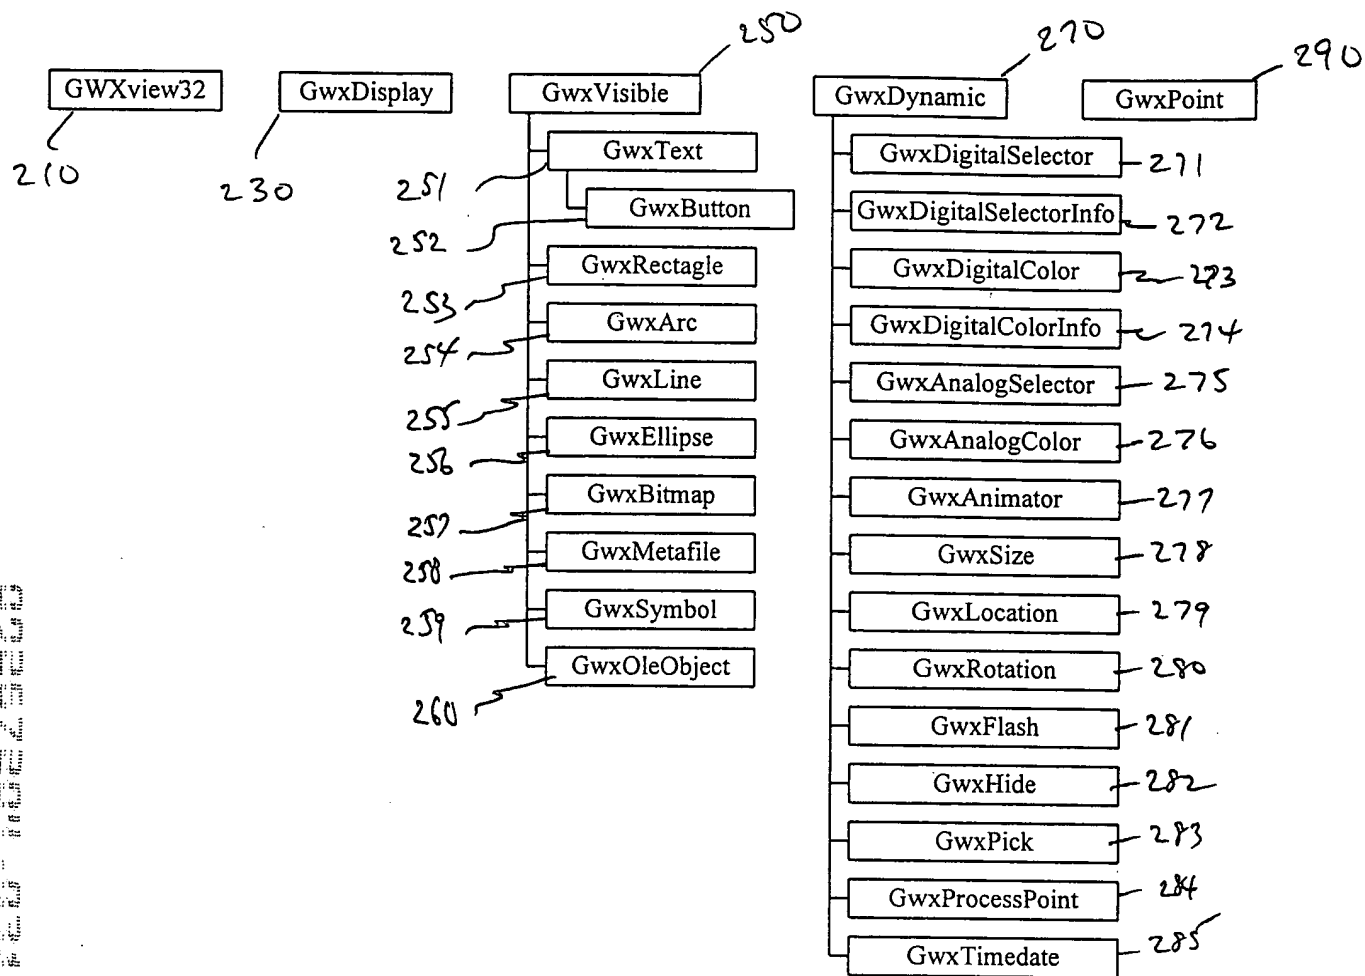 250
270
290
GWXview32
GwxDisplay
GwxVisible
GwxDynamic
GwxPoint
210
230
GwxText
251
GwxButton
252
GwxRectagle
253
GwxArc
254
GwxLine
255
GwxEllipse
256
GwxBitmap
257
GwxMetafile
258
GwxSymbol
259
GwxOleObject
260
GwxDigitalSelector
271
GwxDigitalSelectorInfo
272
GwxDigitalColor
273
GwxDigitalColorInfo
274
GwxAnalogSelector
275
GwxAnalogColor
276
GwxAnimator
277
GwxSize
278
GwxLocation
279
GwxRotation
280
GwxFlash
281
GwxHide
282
GwxPick
283
GwxProcessPoint
284
GwxTimedate
285